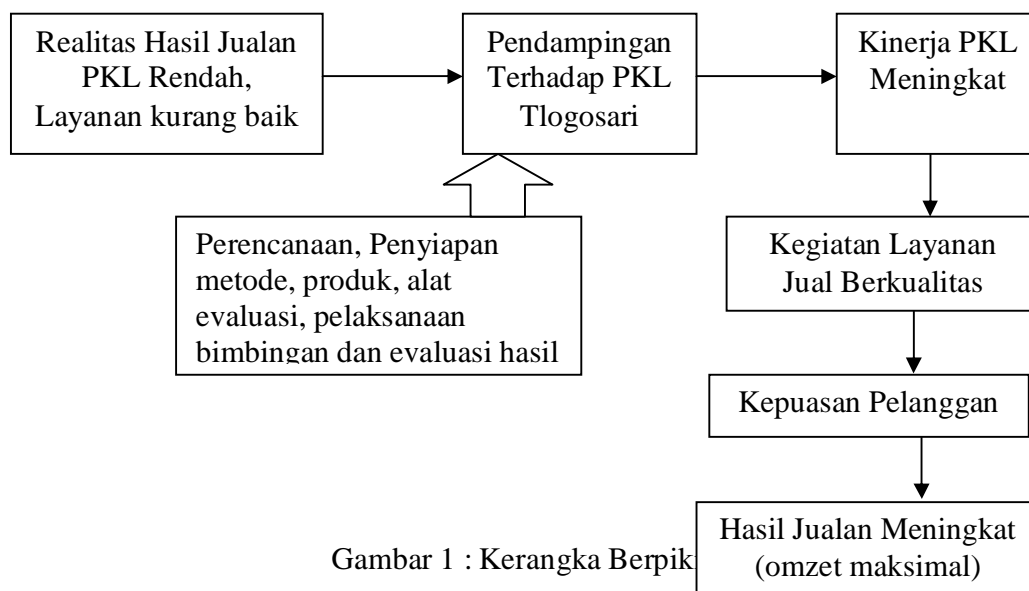 Realitas Hasil Jualan
PKL Rendah,
Layanan kurang baik
Pendampingan
Terhadap PKL
Tlogosari
Kinerja PKL
Meningkat
Perencanaan, Penyiapan
metode, produk, alat
evaluasi, pelaksanaan
bimbingan dan evaluasi hasil
Kegiatan Layanan
Jual Berkualitas
Kepuasan Pelanggan
Hasil Jualan Meningkat
(omzet maksimal)
Gambar 1 : Kerangka Berpik